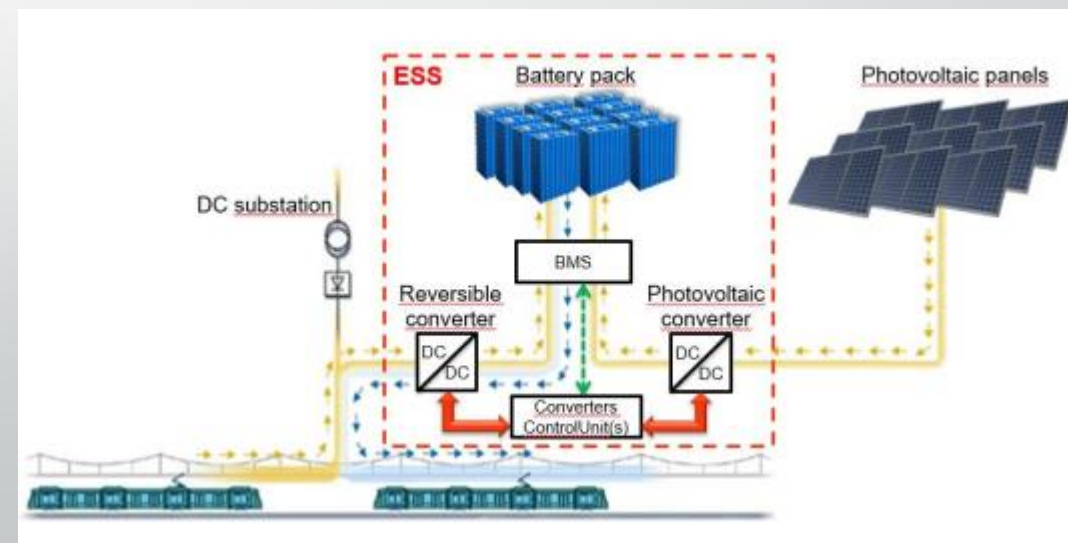 ESS
Battery pack
Photovoltaic panels
DC substation
BMS
Reversible
converter
Photovoltaic
converter
DC
DC
DC
DC
Converters
ControlUnit(s)